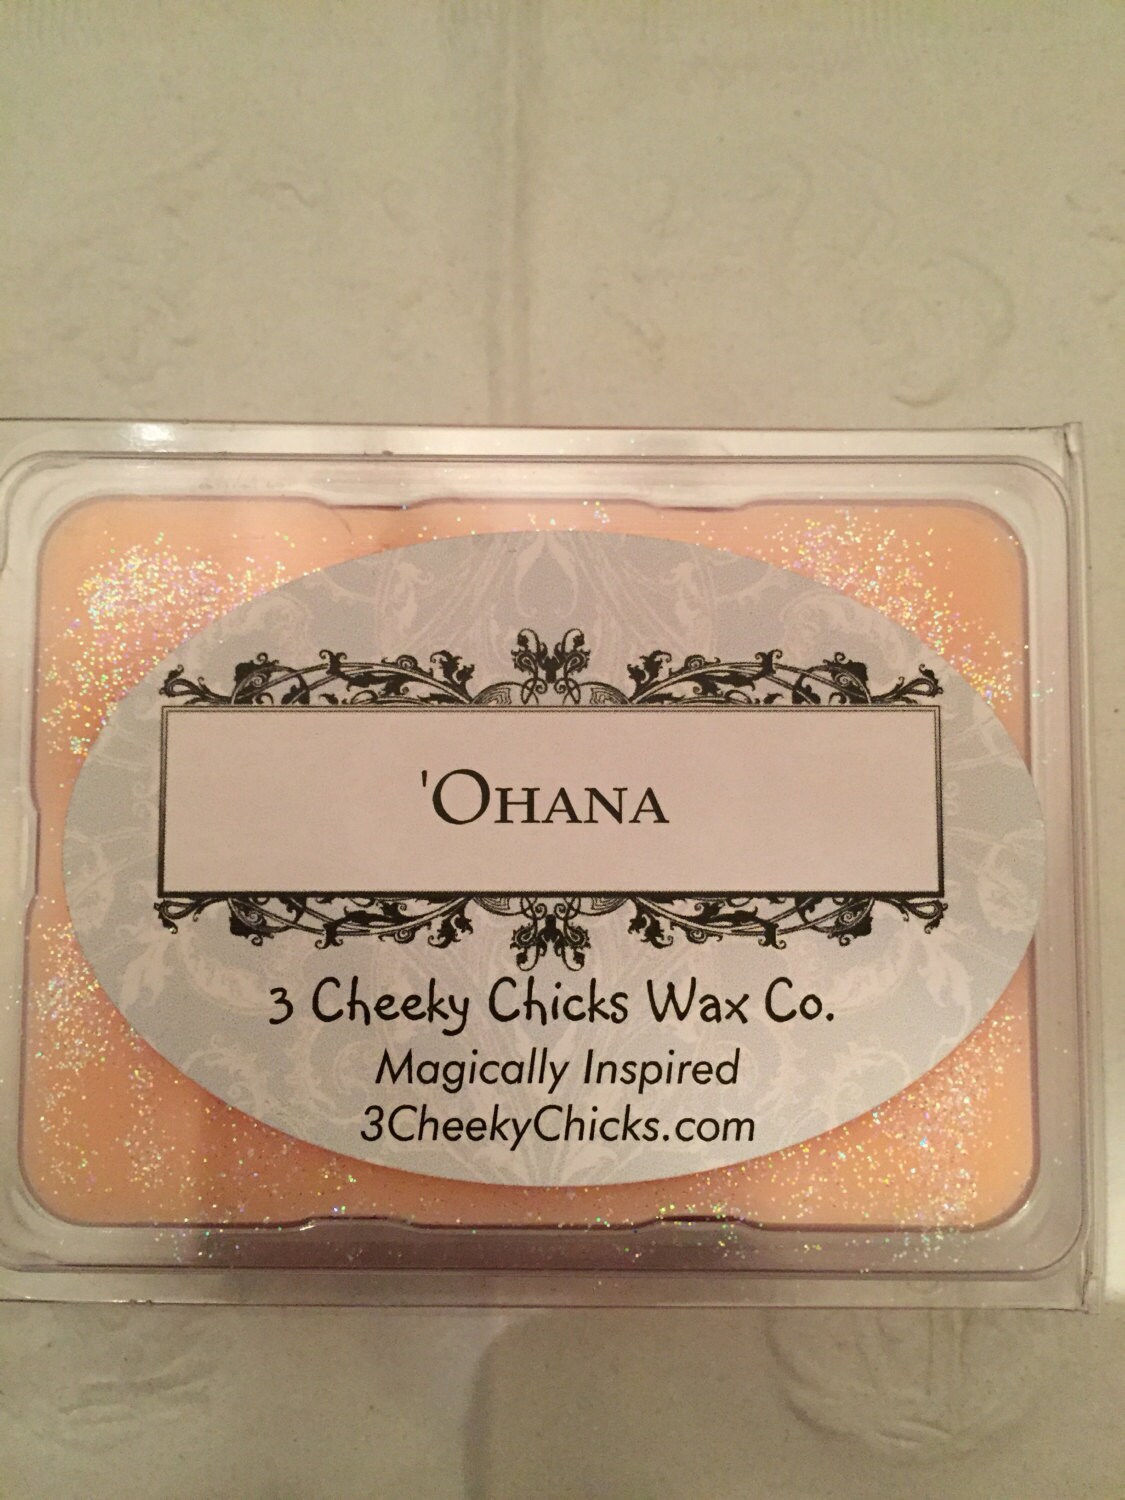 'OHANA
3 Cheeky Chicks Wax Co.
Magically Inspired
3CheekyChicks.com